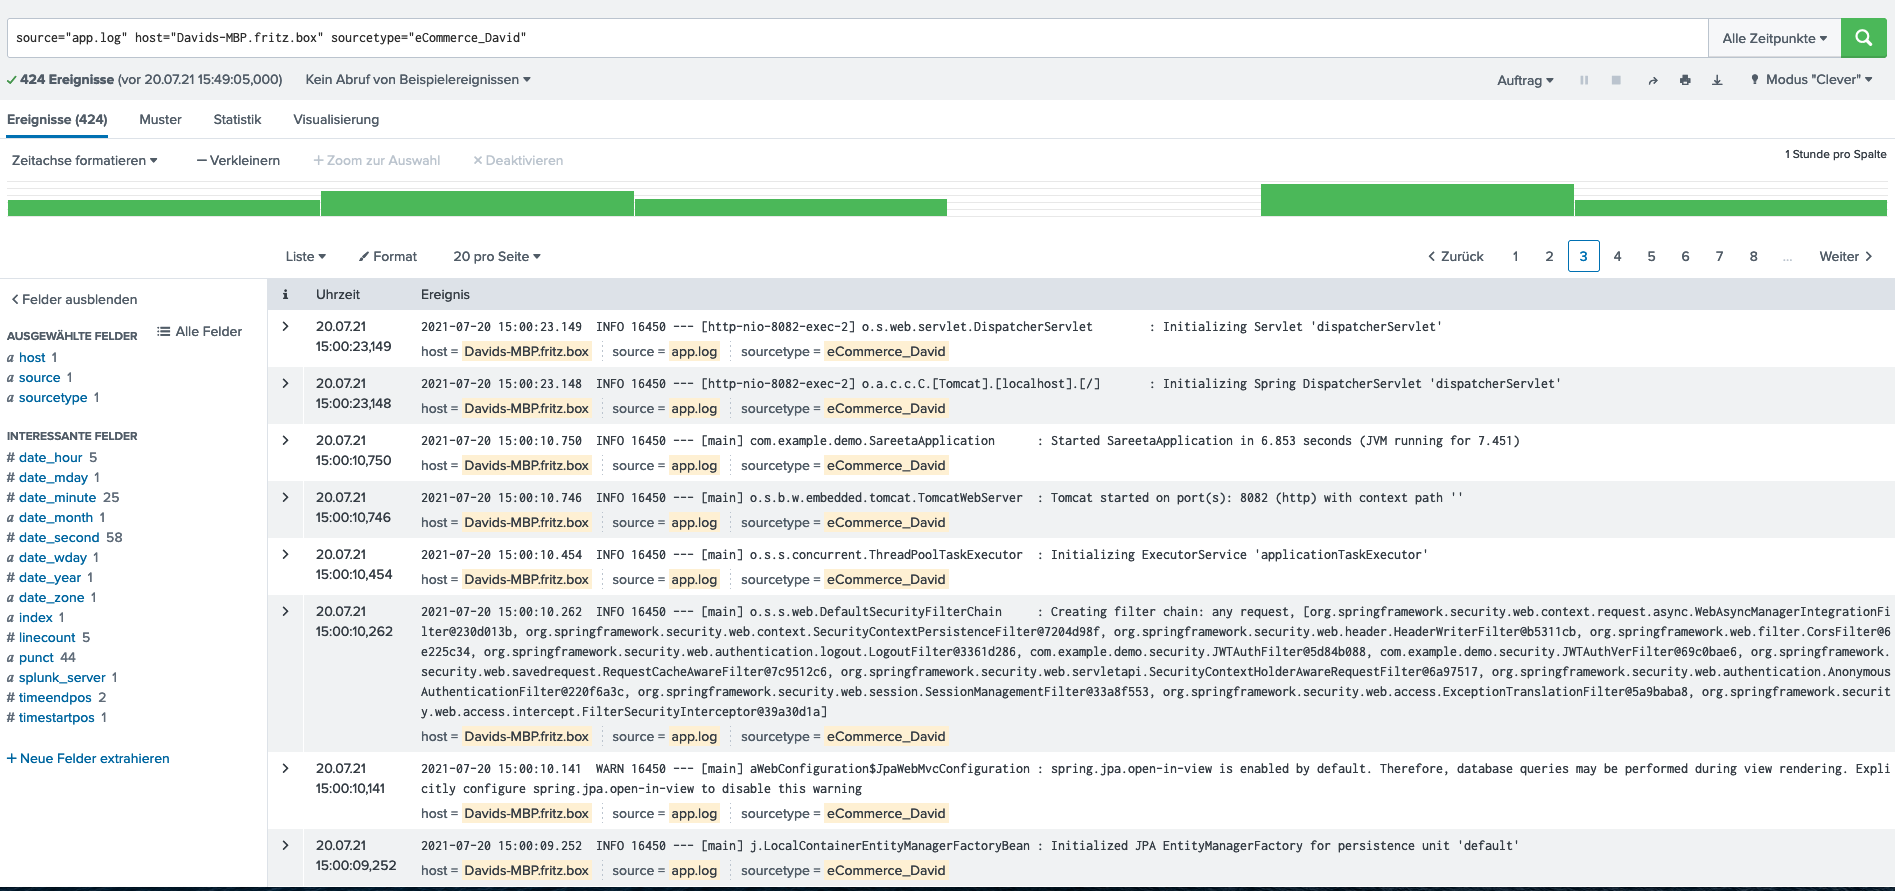 source="app.log" host="Davids-MBP.fritz.box" sourcetype="eCommerce_David"
Alle Zeitpunkte
424 Ereignisse (vor 20.07.21 15:49:05,000) Kein Abruf von Beispielereignissen
Auftrag Modus "Clever"
Ereignisse (424) Muster Statistik Visualisierung
Zeitachse formatieren — Verkleinern + Zoom zur Auswahl × Deaktivieren
1 Stunde pro Spalte
Liste Format 20 pro Seite
< Zurück 1 2 3 4 5 6 7 8 ... Weiter >
< Felder ausblenden
AUSGEWÄHLTE FELDER Alle Felder
a host 1
a source 1
a sourcetype 1
INTERESSANTE FELDER
# date_hour 5
# date_mday 1
# date_minute 25
a date_month 1
# date_second 58
a date_wday 1
# date_year 1
a date_zone 1
a index 1
# linecount 5
a punct 44
a splunk_server 1
# timeendpos 2
# timestartpos 1
+ Neue Felder extrahieren
i Uhrzeit Ereignis
> 20.07.21
15:00:23,149
2021-07-20 15:00:23.149 INFO 16450 --- [http-nio-8082-exec-2] o.s.web.servlet.DispatcherServlet : Initializing Servlet 'dispatcherServlet'
host = Davids-MBP.fritz.box source = app.log sourcetype = eCommerce_David
> 20.07.21
15:00:23,148
2021-07-20 15:00:23.148 INFO 16450 --- [http-nio-8082-exec-2] o.a.c.c.C.[Tomcat].[localhost].[/] : Initializing Spring DispatcherServlet 'dispatcherServlet'
host = Davids-MBP.fritz.box source = app.log sourcetype = eCommerce_David
> 20.07.21
15:00:10,750
2021-07-20 15:00:10.750 INFO 16450 --- [main] com.example.demo.SareetaApplication : Started SareetaApplication in 6.853 seconds (JVM running for 7.451)
host = Davids-MBP.fritz.box source = app.log sourcetype = eCommerce_David
> 20.07.21
15:00:10,746
2021-07-20 15:00:10.746 INFO 16450 --- [main] o.s.b.w.embedded.tomcat.TomcatWebServer : Tomcat started on port(s): 8082 (http) with context path ''
host = Davids-MBP.fritz.box source = app.log sourcetype = eCommerce_David
> 20.07.21
15:00:10,454
2021-07-20 15:00:10.454 INFO 16450 --- [main] o.s.s.concurrent.ThreadPoolTaskExecutor : Initializing ExecutorService 'applicationTaskExecutor'
host = Davids-MBP.fritz.box source = app.log sourcetype = eCommerce_David
> 20.07.21
15:00:10,262
2021-07-20 15:00:10.262 INFO 16450 --- [main] o.s.s.web.DefaultSecurityFilterChain : Creating filter chain: any request, [org.springframework.security.web.context.request.async.WebAsyncManagerIntegrationFi
lter@230d013b, org.springframework.security.web.context.SecurityContextPersistenceFilter@7204d98f, org.springframework.security.web.header.HeaderWriterFilter@b5311cb, org.springframework.web.filter.CorsFilter@6
e225c34, org.springframework.security.web.authentication.logout.LogoutFilter@3361d286, com.example.demo.security.JWTAuthFilter@5d84b088, com.example.demo.security.JWTAuthVerFilter@69c0bae6, org.springframework.
security.web.savedrequest.RequestCacheAwareFilter@7c9512c6, org.springframework.security.web.servletapi.SecurityContextHolderAwareRequestFilter@6a97517, org.springframework.security.web.authentication.Anonymous
AuthenticationFilter@220f6a3c, org.springframework.security.web.session.SessionManagementFilter@33a8f553, org.springframework.security.web.access.ExceptionTranslationFilter@5a9baba8, org.springframework.securit
y.web.access.intercept.FilterSecurityInterceptor@39a30d1a]
host = Davids-MBP.fritz.box source = app.log sourcetype = eCommerce_David
> 20.07.21
15:00:10,141
2021-07-20 15:00:10.141 WARN 16450 --- [main] aWebConfiguration$JpaWebMvcConfiguration : spring.jpa.open-in-view is enabled by default. Therefore, database queries may be performed during view rendering. Expli
citly configure spring.jpa.open-in-view to disable this warning
host = Davids-MBP.fritz.box source = app.log sourcetype = eCommerce_David
> 20.07.21
15:00:09,252
2021-07-20 15:00:09.252 INFO 16450 --- [main] j.LocalContainerEntityManagerFactoryBean : Initialized JPA EntityManagerFactory for persistence unit 'default'
host = Davids-MBP.fritz.box source = app.log sourcetype = eCommerce_David